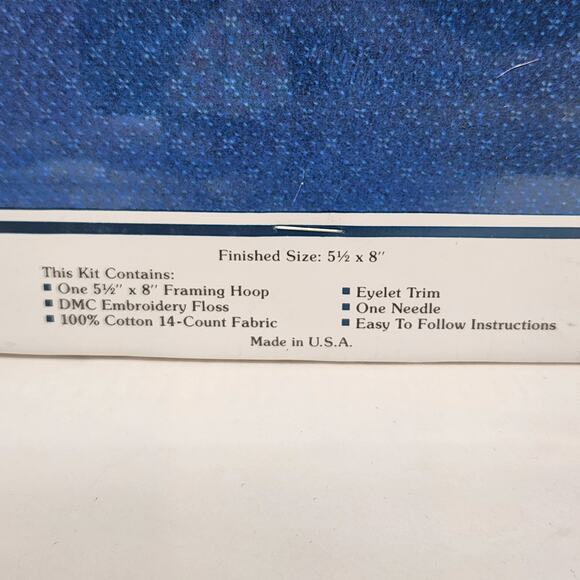 Finished Size: 5½ x 8"
This Kit Contains:
▪ One 5½" x 8" Framing Hoop
▪ DMC Embroidery Floss
▪ 100% Cotton 14-Count Fabric
▪ Eyelet Trim
▪ One Needle
▪ Easy To Follow Instructions
Made in U.S.A.